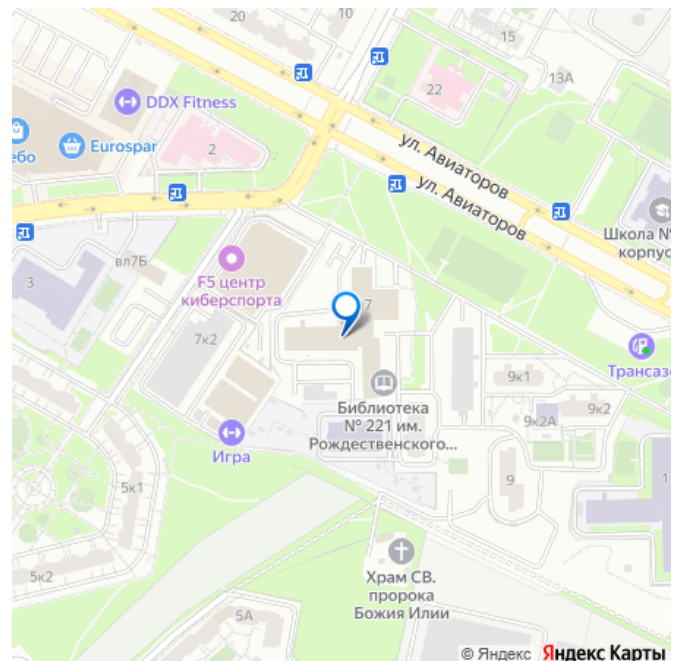 20
10
15
13А
DDX Fitness
22
2
ебо
Eurospar
ул. Авиаторов
ул. Авиаторов
Школа №
корпус
вл7Б
3
F5 центр
киберспорта
7
7к2
Трансаз
9к1
Библиотека
№ 221 им.
Рождественского...
9к2
9к2А
Игра
5к1
9
1
Храм СВ.
пророка
Божия Илии
5к2
5А
© Яндекс Яндекс Карты